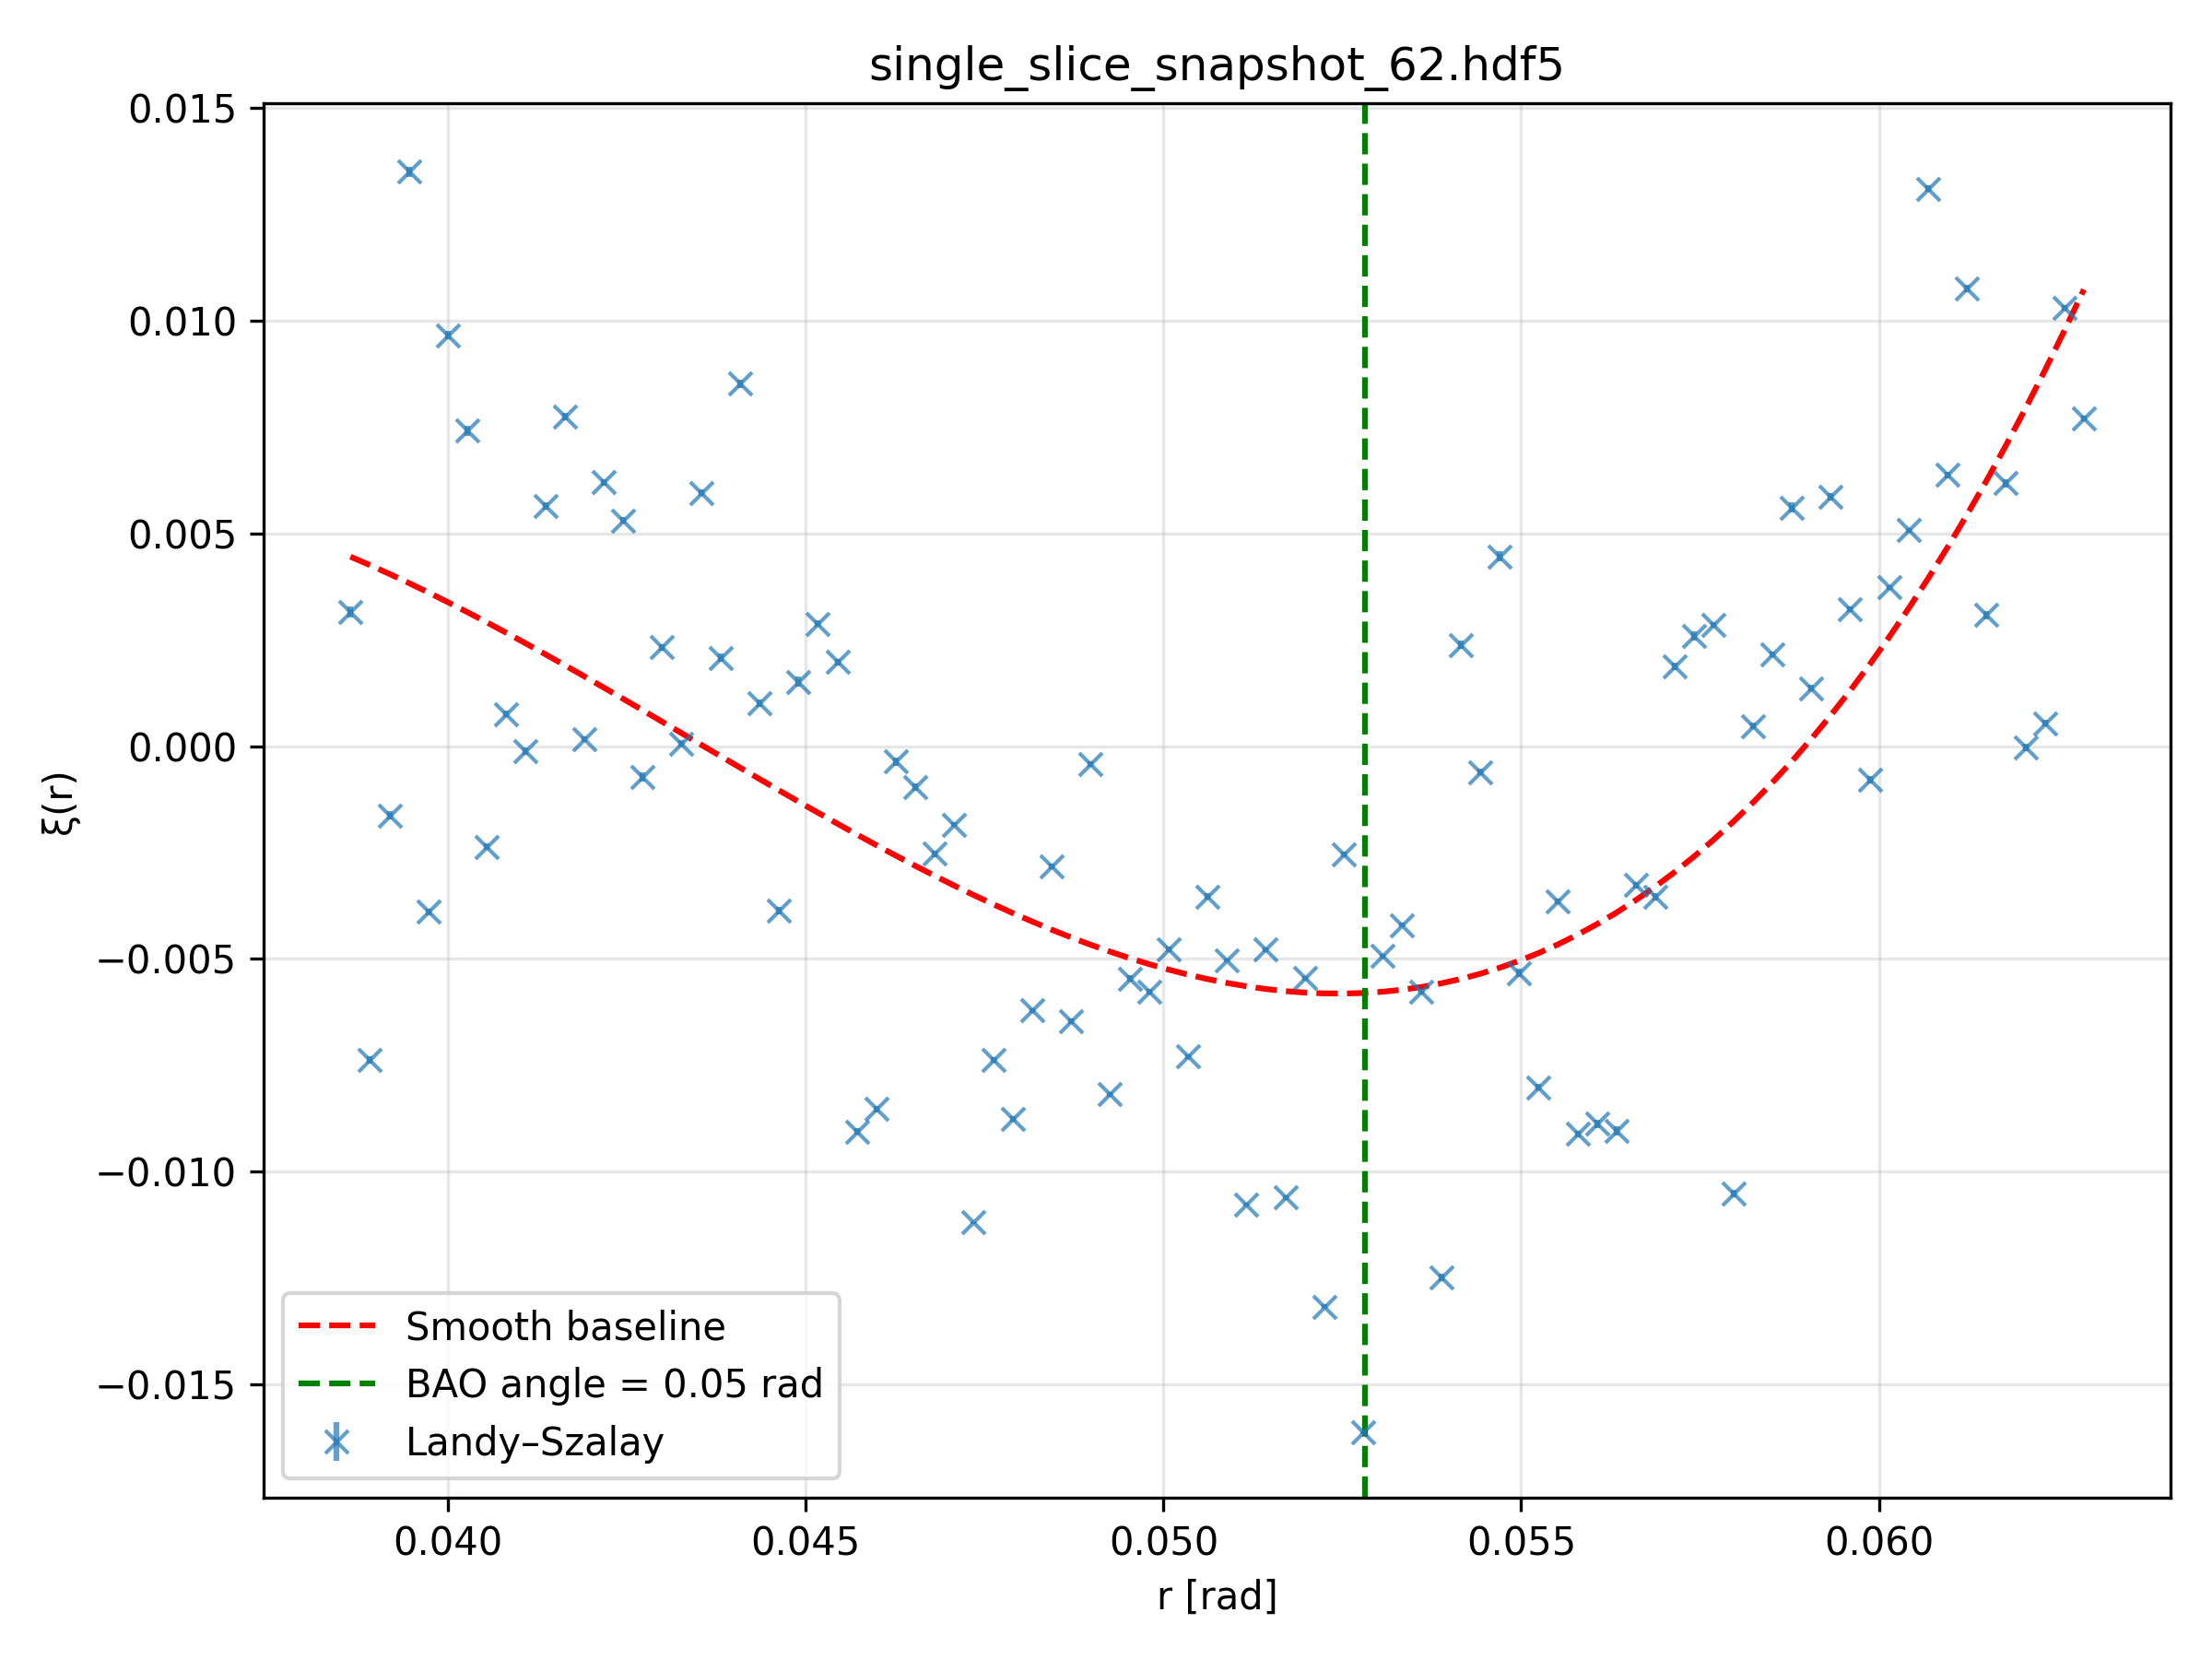 single_slice_snapshot_62.hdf5
0.015
0.010
0.005
0.000
−0.005
−0.010
−0.015
ξ(r)
Smooth baseline
BAO angle = 0.05 rad
Landy–Szalay
0.040 0.045 0.050 0.055 0.060
r [rad]